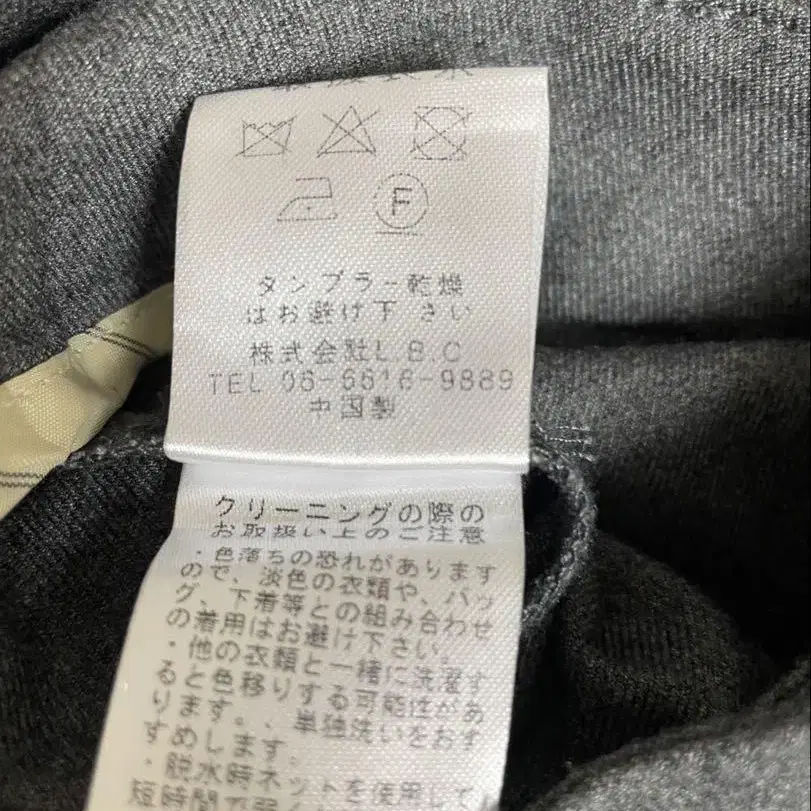 F
タンブラー乾燥
はお避け下さい
株式会社L.B.C
TEL 06-6616-9889
中国製
クリーニングの際の
お取扱い上のご注意
・色落ちの恐れがあります
ので、淡色の衣類や、バッ
グ、下着等との組み合わせ
の着用はお避け下さい。
・他の衣類と一緒に洗濯す
ると色移りする可能性があ
ります。、単独洗いをおす
すめします。
・脱水時ネットを使用して
短時間で弱く